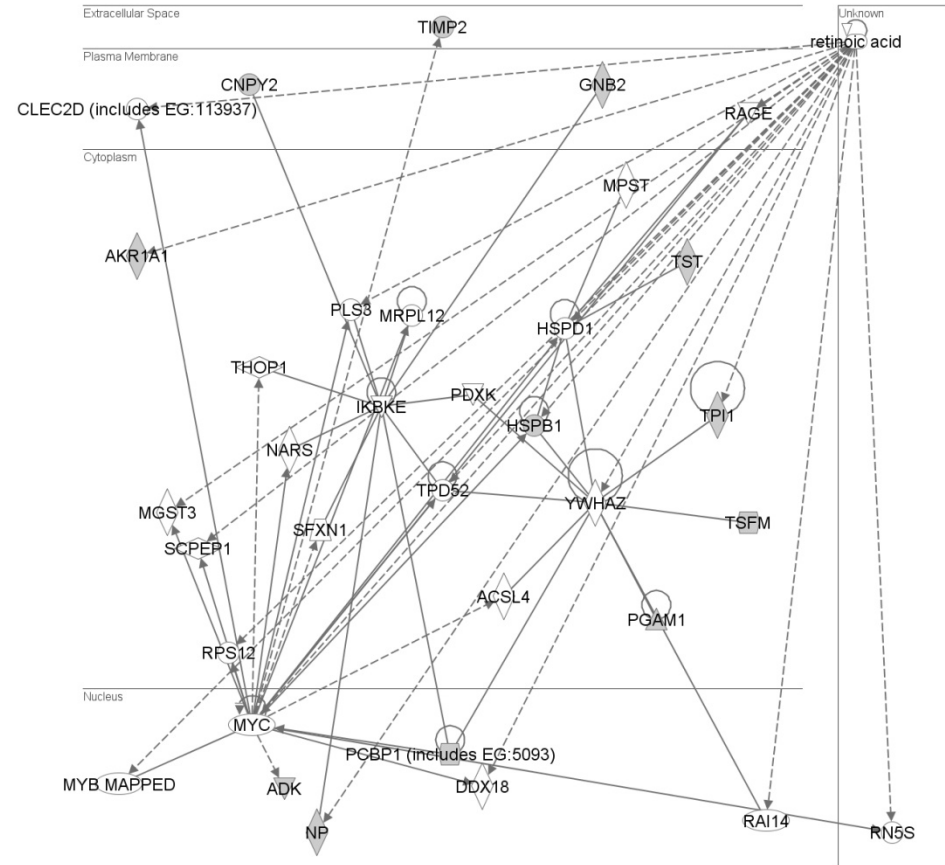 Extracellular Space
Unknown
TIMP2
retinoic acid
Plasma Membrane
CNPY2
GNB2
CLEC2D (includes EG:113937)
RAGE
Cytoplasm
MPST
AKR1A1
TST
PLS3
MRPL12
HSPD1
THOP1
IKBKE
PDXK
HSPB1
TPI1
NARS
TPD52
YWHAZ
MGST3
SFXN1
TSFM
SCPEP1
ACSL4
PGAM1
RPS12
Nucleus
MYC
PCBP1 (includes EG:5093)
MYB MAPPED
ADK
DDX18
NP
RAI14
RN5S